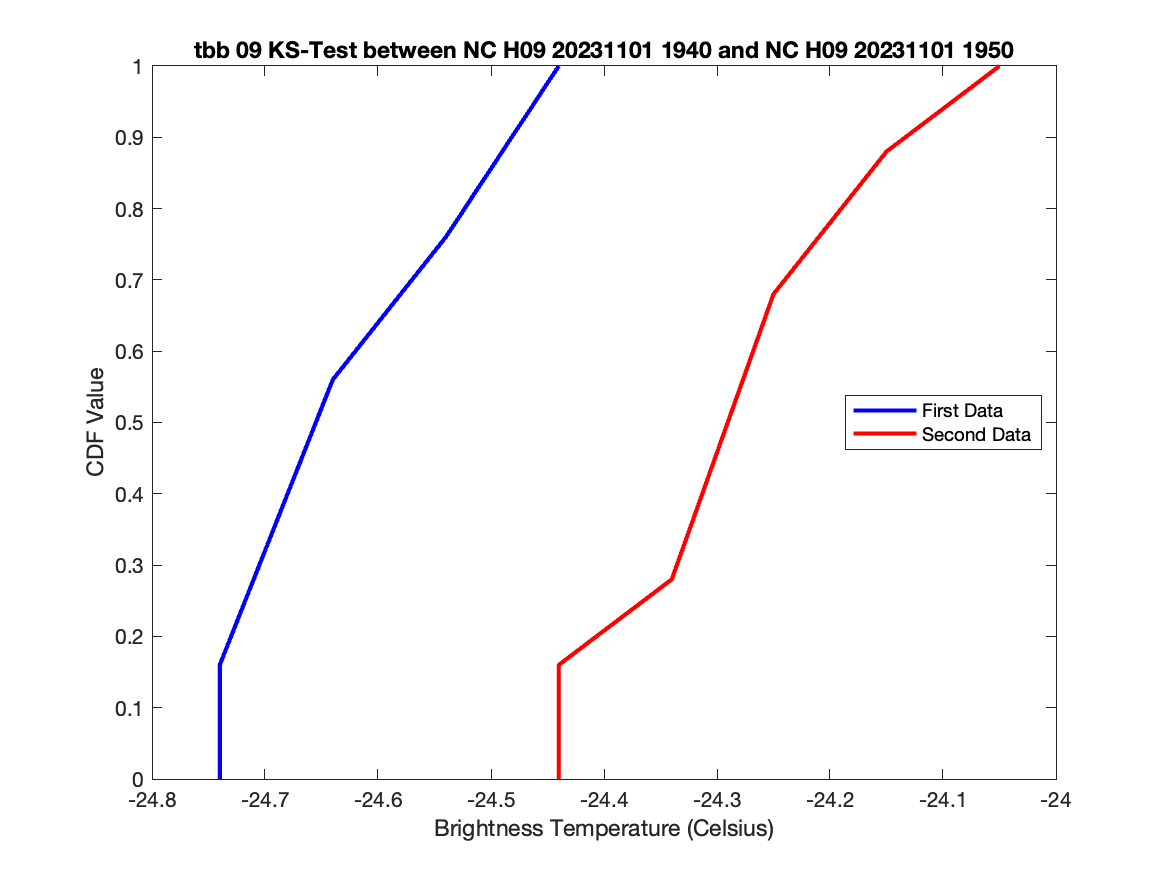 tbb 09 KS-Test between NC H09 20231101 1940 and NC H09 20231101 1950
1
0.9
0.8
0.7
0.6
0.5
0.4
0.3
0.2
0.1
0
CDF Value
First Data
Second Data
-24.8 -24.7 -24.6 -24.5 -24.4 -24.3 -24.2 -24.1 -24
Brightness Temperature (Celsius)